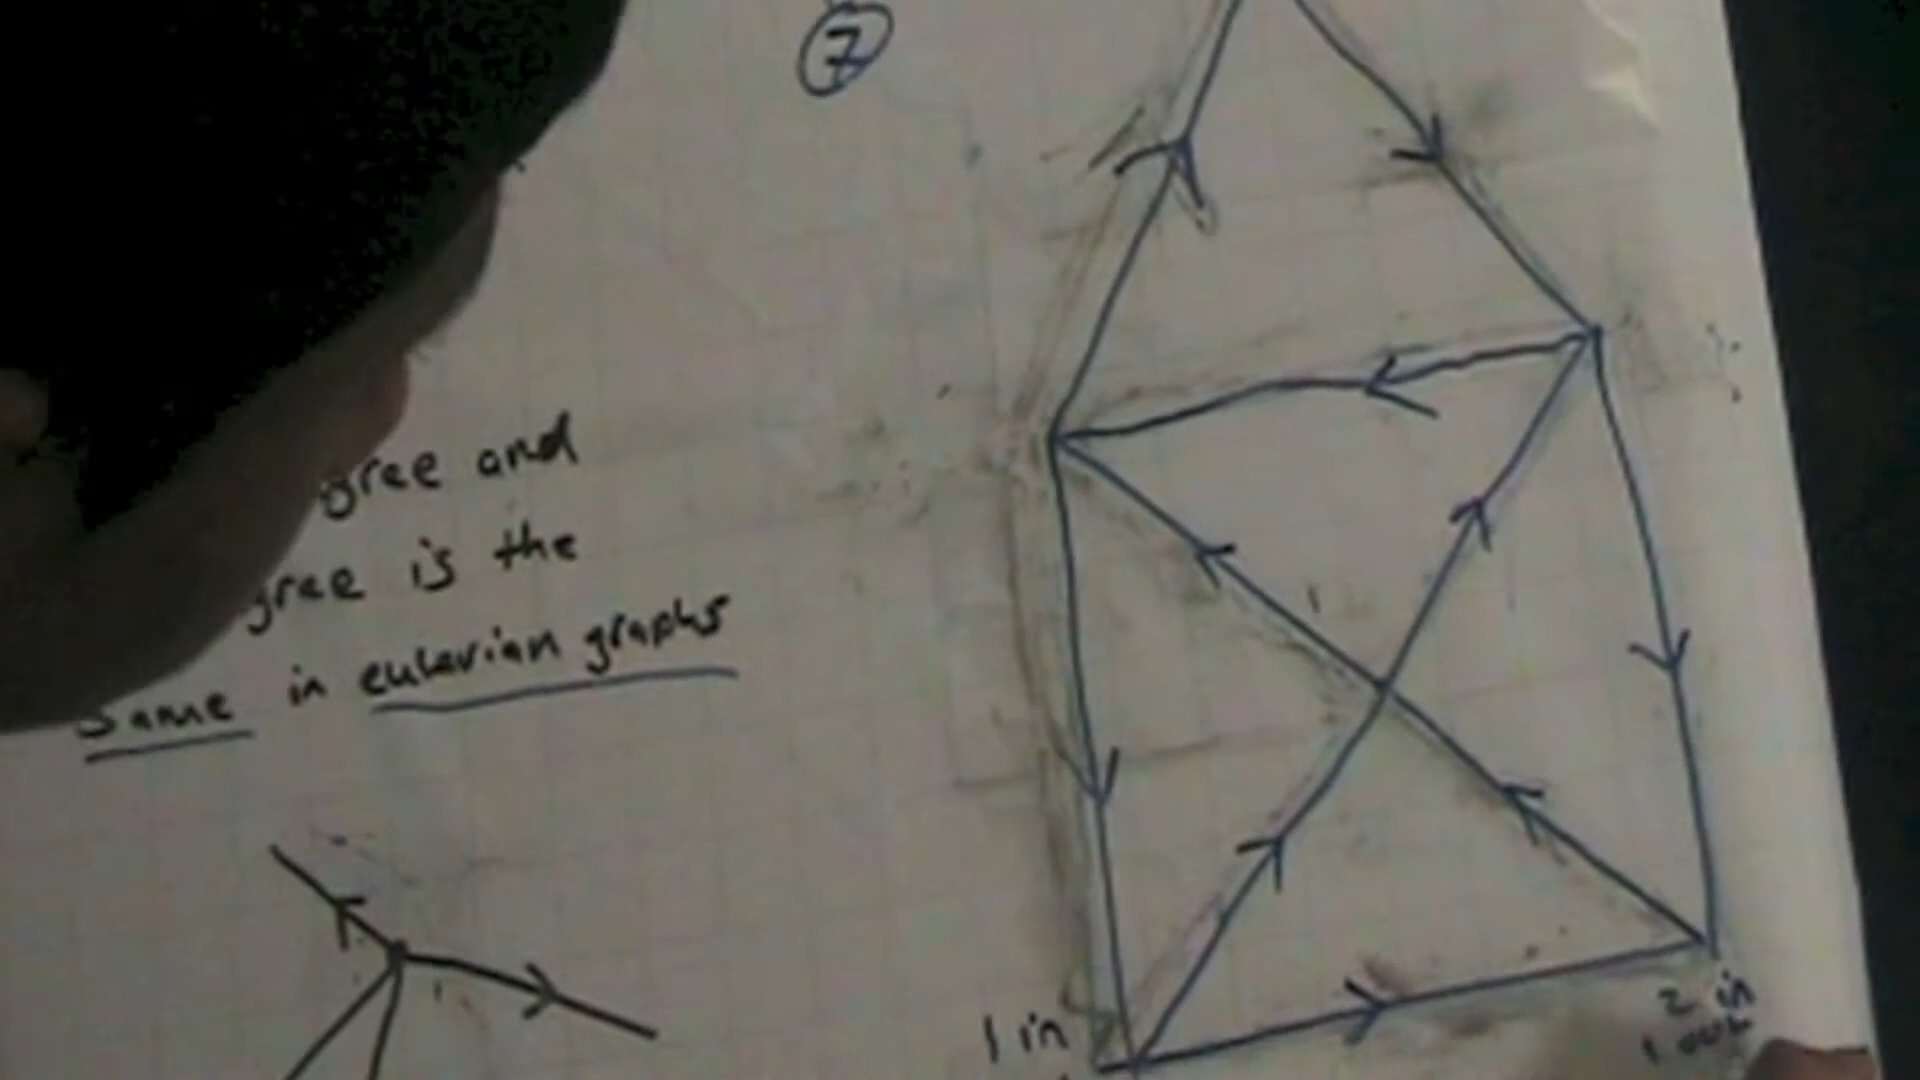 7
gree and
gree is the
same in eulerian graphs
1 in
2 in
1 out